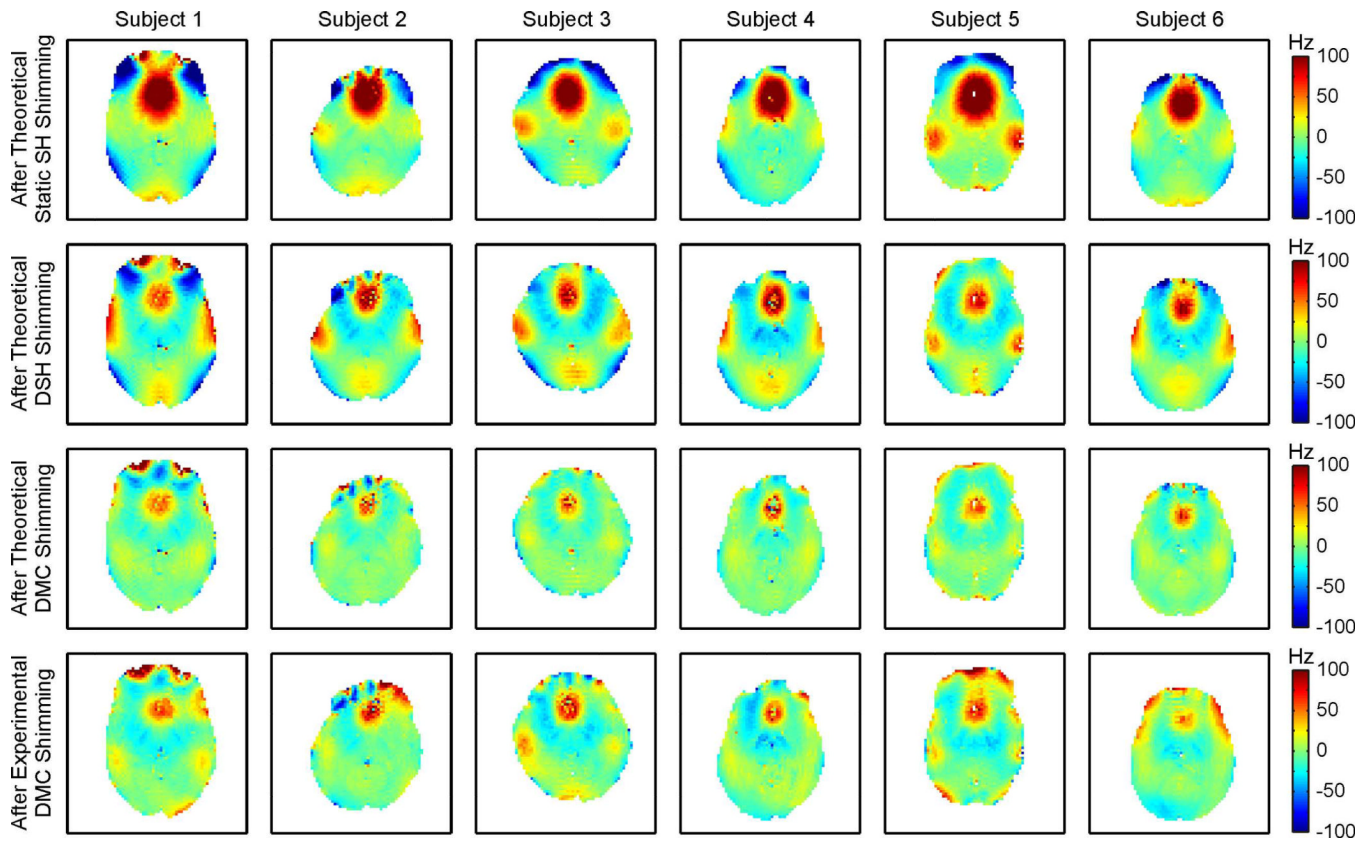 Subject 1 Subject 2 Subject 3 Subject 4 Subject 5 Subject 6
After Theoretical
Static SH Shimming
Hz
100
50
0
-50
-100
After Theoretical
DSH Shimming
Hz
100
50
0
-50
-100
After Theoretical
DMC Shimming
Hz
100
50
0
-50
-100
After Experimental
DMC Shimming
Hz
100
50
0
-50
-100